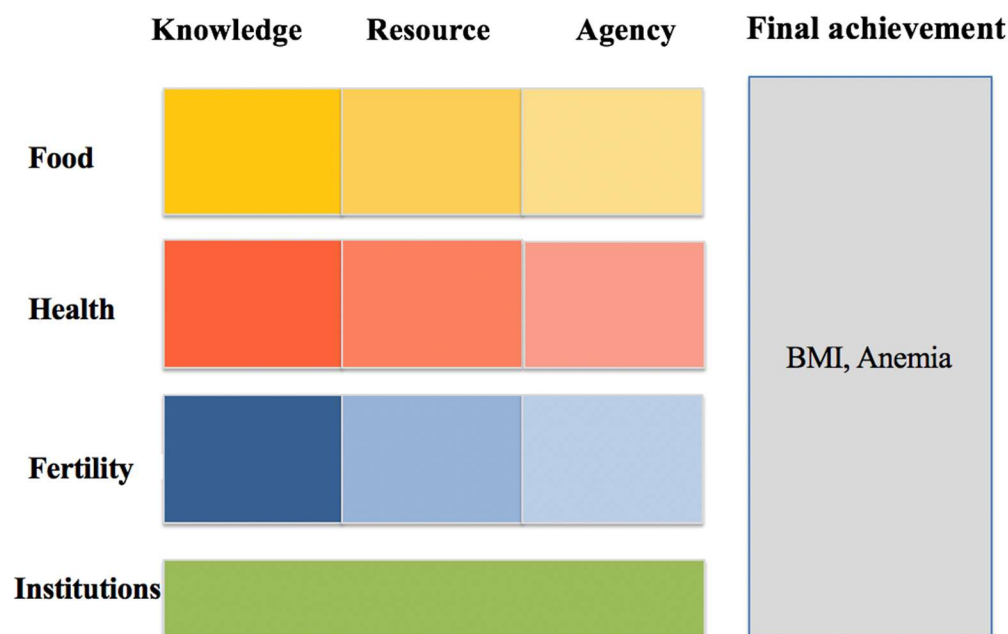 Knowledge Resource Agency Final achievement
Food
Health
BMI, Anemia
Fertility
Institutions